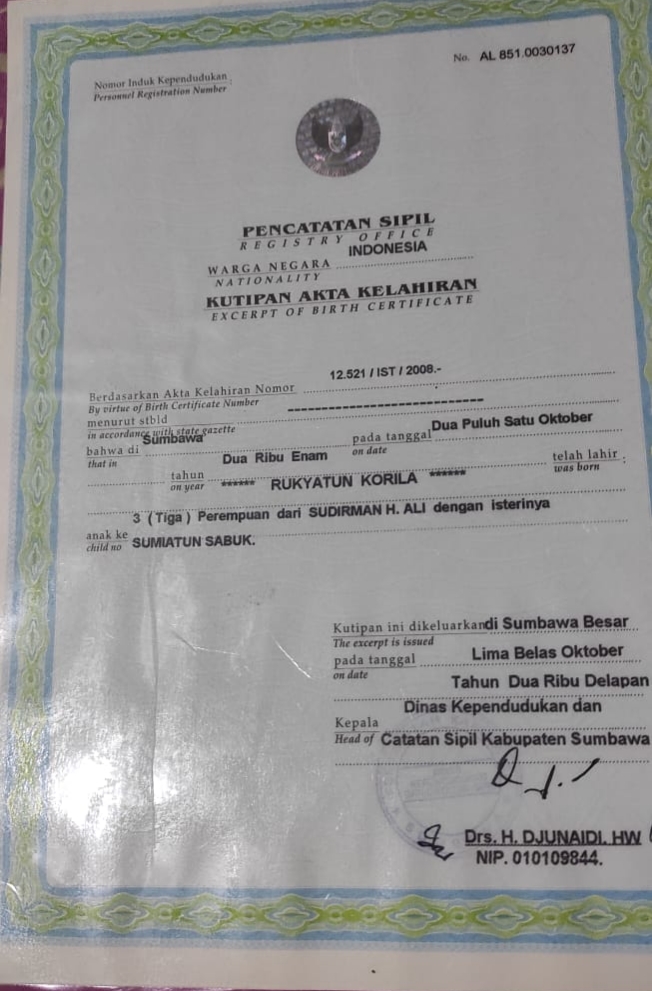 No. AL 851.0030137
Nomor Induk Kependudukan :
Personnel Registration Number
PENCATATAN SIPIL
REGISTRY OFFICE
WARGA NEGARA INDONESIA
NATIONALITY
KUTIPAN AKTA KELAHIRAN
EXCERPT OF BIRTH CERTIFICATE
Berdasarkan Akta Kelahiran Nomor 12.521 / IST / 2008.-
By virtue of Birth Certificate Number
menurut stbld
in accordance with state gazette
bahwa di Sumbawa pada tanggal Dua Puluh Satu Oktober
that in on date
tahun Dua Ribu Enam telah lahir :
on year was born
****** RUKYATUN KORILA ******
anak ke 3 ( Tiga ) Perempuan dari SUDIRMAN H. ALI dengan isterinya
child no SUMIATUN SABUK.
Kutipan ini dikeluarkan di Sumbawa Besar
The excerpt is issued
pada tanggal Lima Belas Oktober
on date
Tahun Dua Ribu Delapan
Kepala Dinas Kependudukan dan
Head of Catatan Sipil Kabupaten Sumbawa
Drs. H. DJUNAIDI. HW
NIP. 010109844.